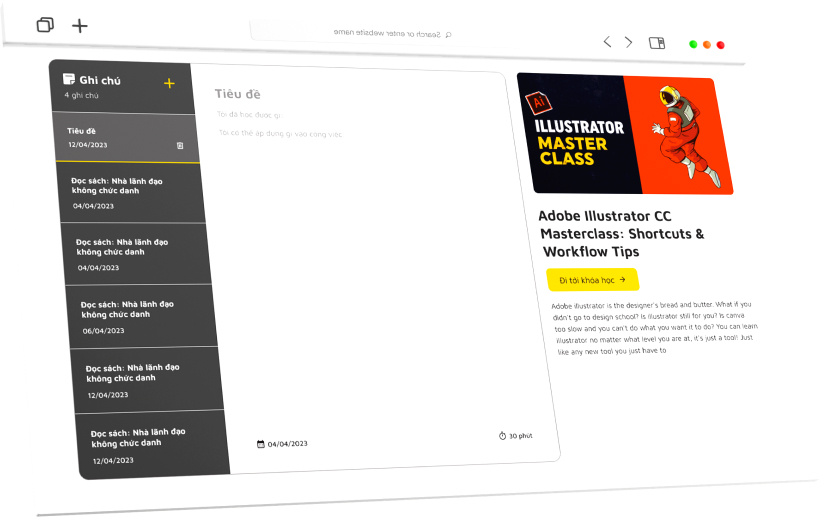 Search or enter website name
Ghi chú
4 ghi chú
Tiêu đề
12/04/2023
Đọc sách: Nhà lãnh đạo
không chức danh
04/04/2023
Đọc sách: Nhà lãnh đạo
không chức danh
04/04/2023
Đọc sách: Nhà lãnh đạo
không chức danh
06/04/2023
Đọc sách: Nhà lãnh đạo
không chức danh
12/04/2023
Đọc sách: Nhà lãnh đạo
không chức danh
12/04/2023
Tiêu đề
Tôi đã học được gì
Tôi có thể áp dụng gì vào công việc
04/04/2023
30 phút
Ai
ILLUSTRATOR
MASTER
CLASS
Adobe Illustrator CC
Masterclass: Shortcuts &
Workflow Tips
Đi tới khóa học →
Adobe illustrator is the designer's bread and butter. What if you
didn't go to design school? Is illustrator still for you? Is canva
too slow and you can't do what you want it to do? You can learn
illustrator no matter what level you are at, it's just a tool! Just
like any new tool you just have to